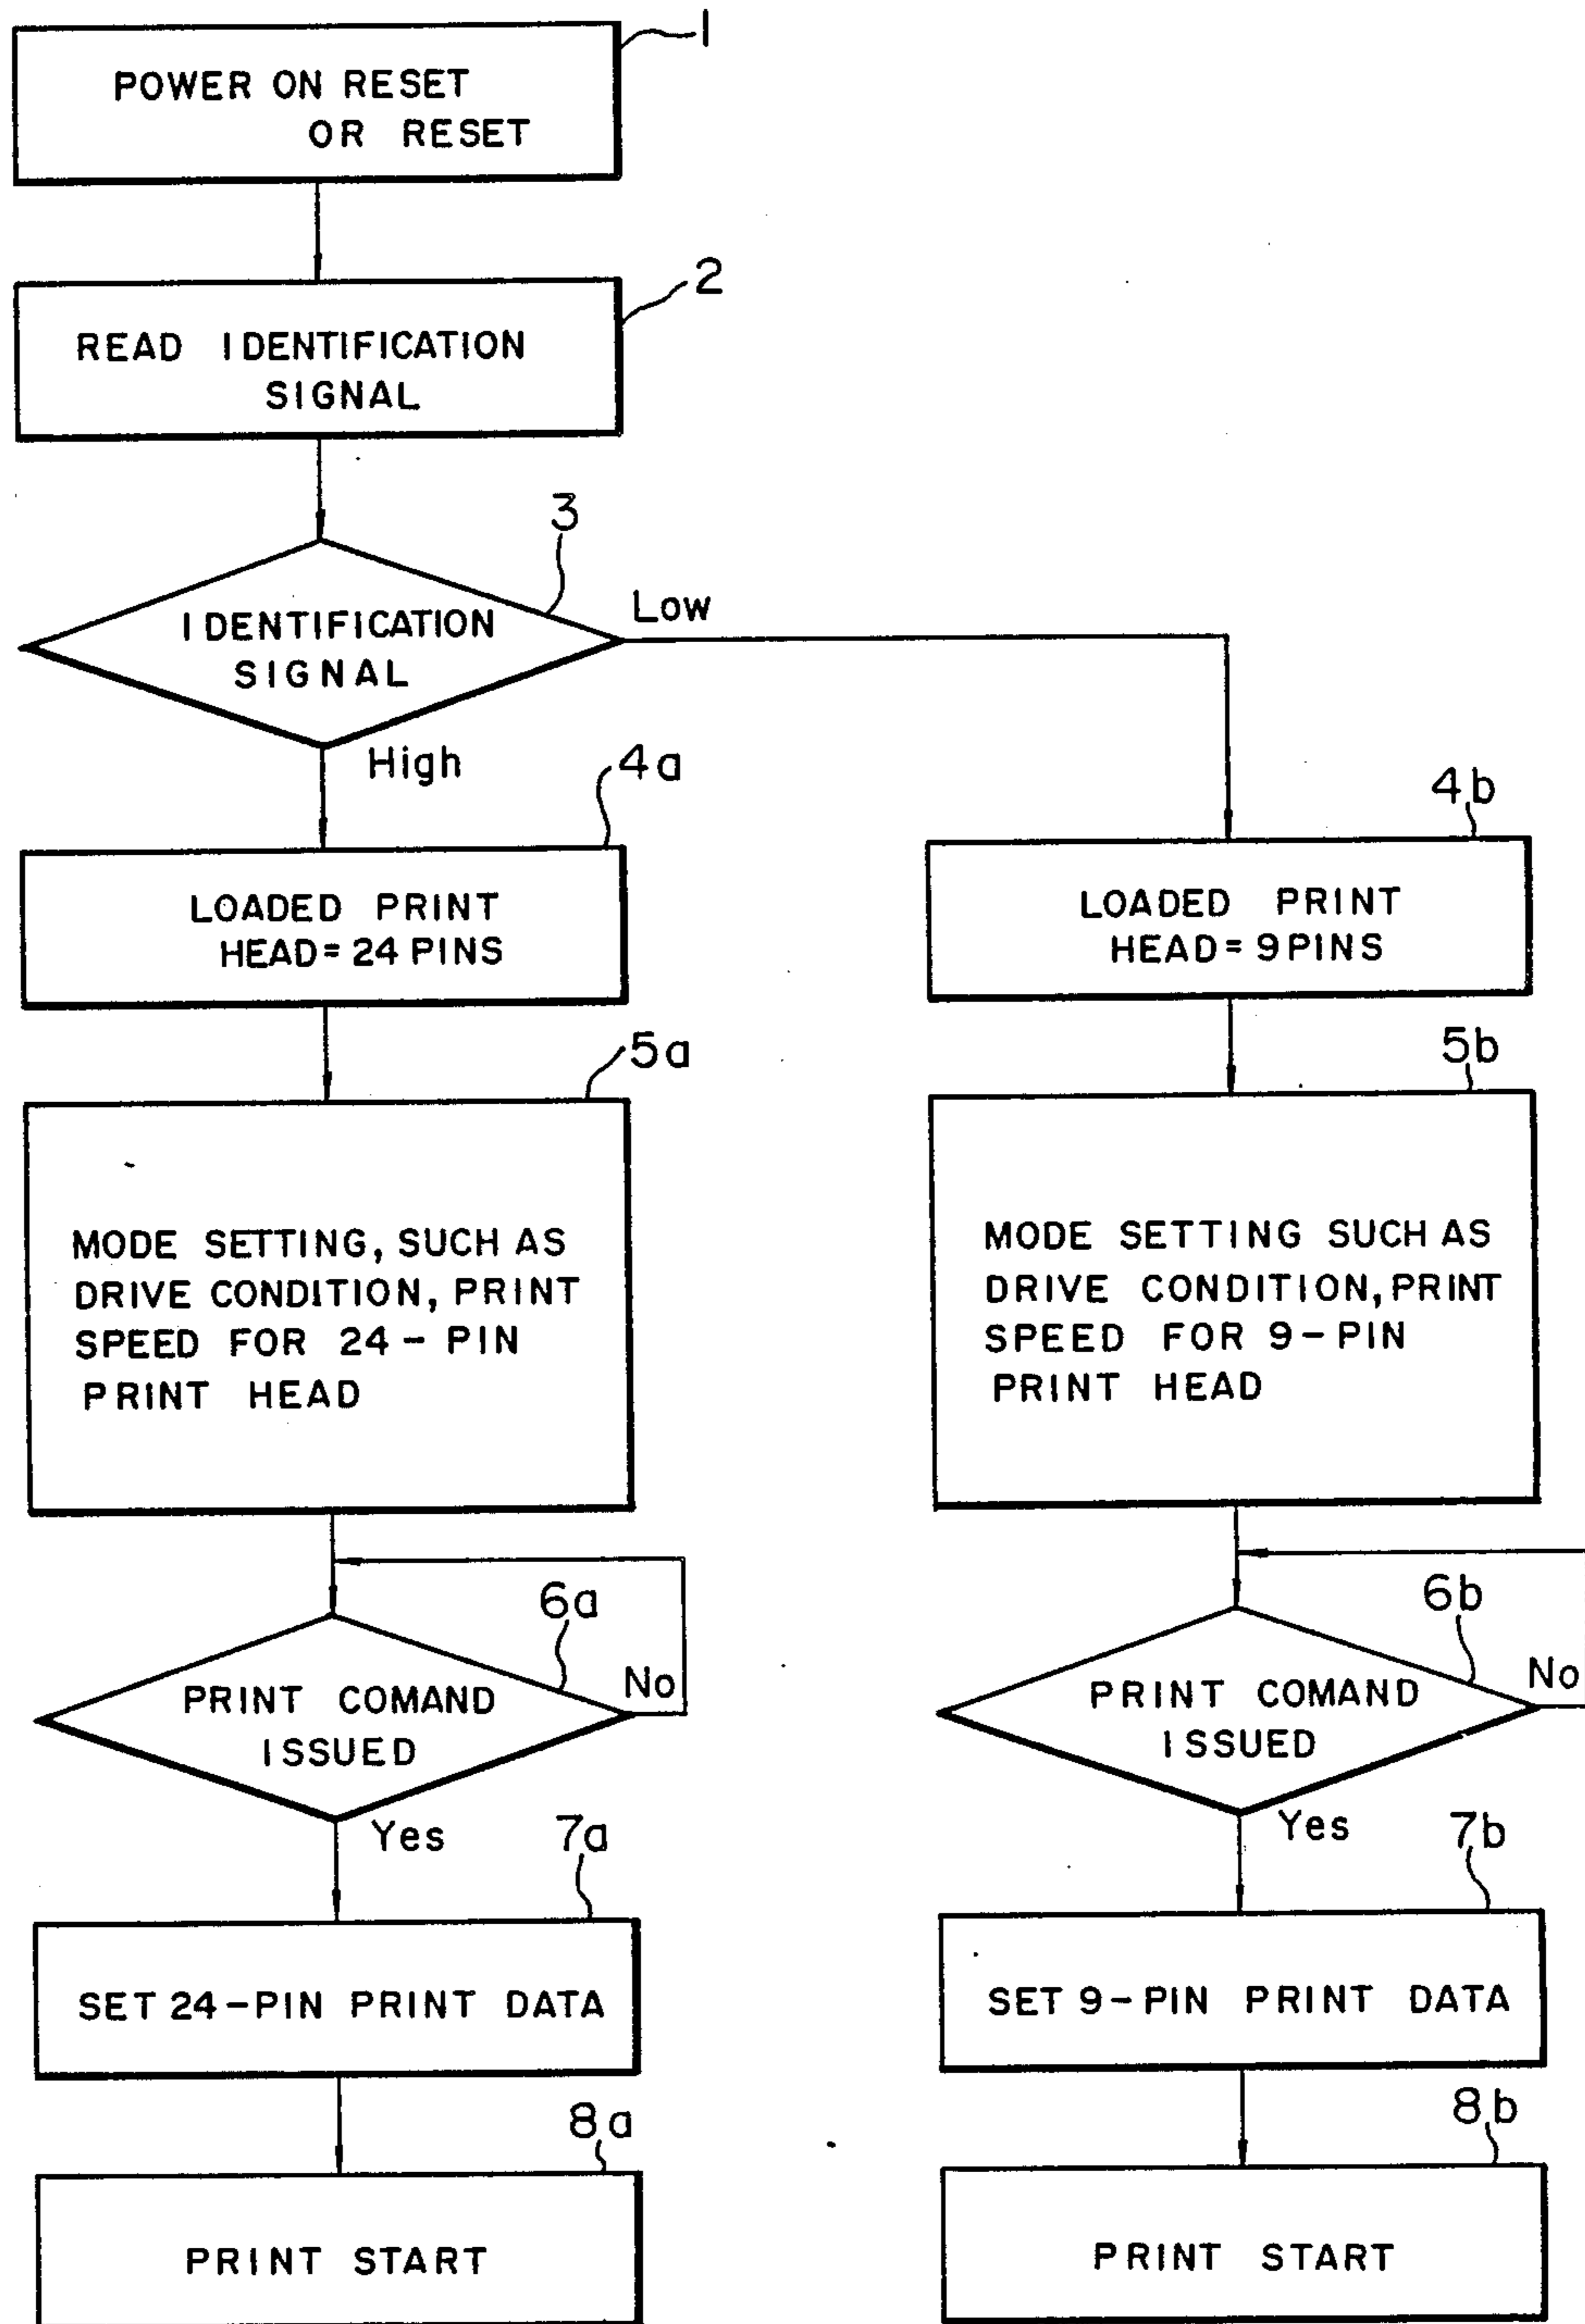 1
POWER ON RESET
OR RESET
2
READ IDENTIFICATION
SIGNAL
3
IDENTIFICATION
SIGNAL
Low
High
4a
LOADED PRINT
HEAD=24 PINS
4b
LOADED PRINT
HEAD=9 PINS
5a
MODE SETTING, SUCH AS
DRIVE CONDITION, PRINT
SPEED FOR 24-PIN
PRINT HEAD
5b
MODE SETTING SUCH AS
DRIVE CONDITION, PRINT
SPEED FOR 9-PIN
PRINT HEAD
6a
PRINT COMAND
ISSUED
No
Yes
6b
PRINT COMAND
ISSUED
No
Yes
7a
SET 24-PIN PRINT DATA
7b
SET 9-PIN PRINT DATA
8a
PRINT START
8b
PRINT START